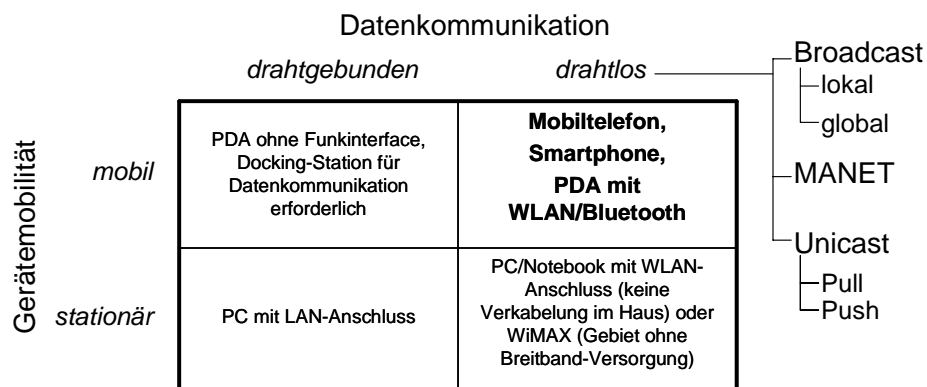 Datenkommunikation
drahtgebunden
drahtlos
Broadcast
lokal
global
MANET
Unicast
Pull
Push
Gerätemobilität
mobil
PDA ohne Funkinterface,
Docking-Station für
Datenkommunikation
erforderlich
Mobiltelefon,
Smartphone,
PDA mit
WLAN/Bluetooth
stationär
PC mit LAN-Anschluss
PC/Notebook mit WLAN-
Anschluss (keine
Verkabelung im Haus) oder
WiMAX (Gebiet ohne
Breitband-Versorgung)